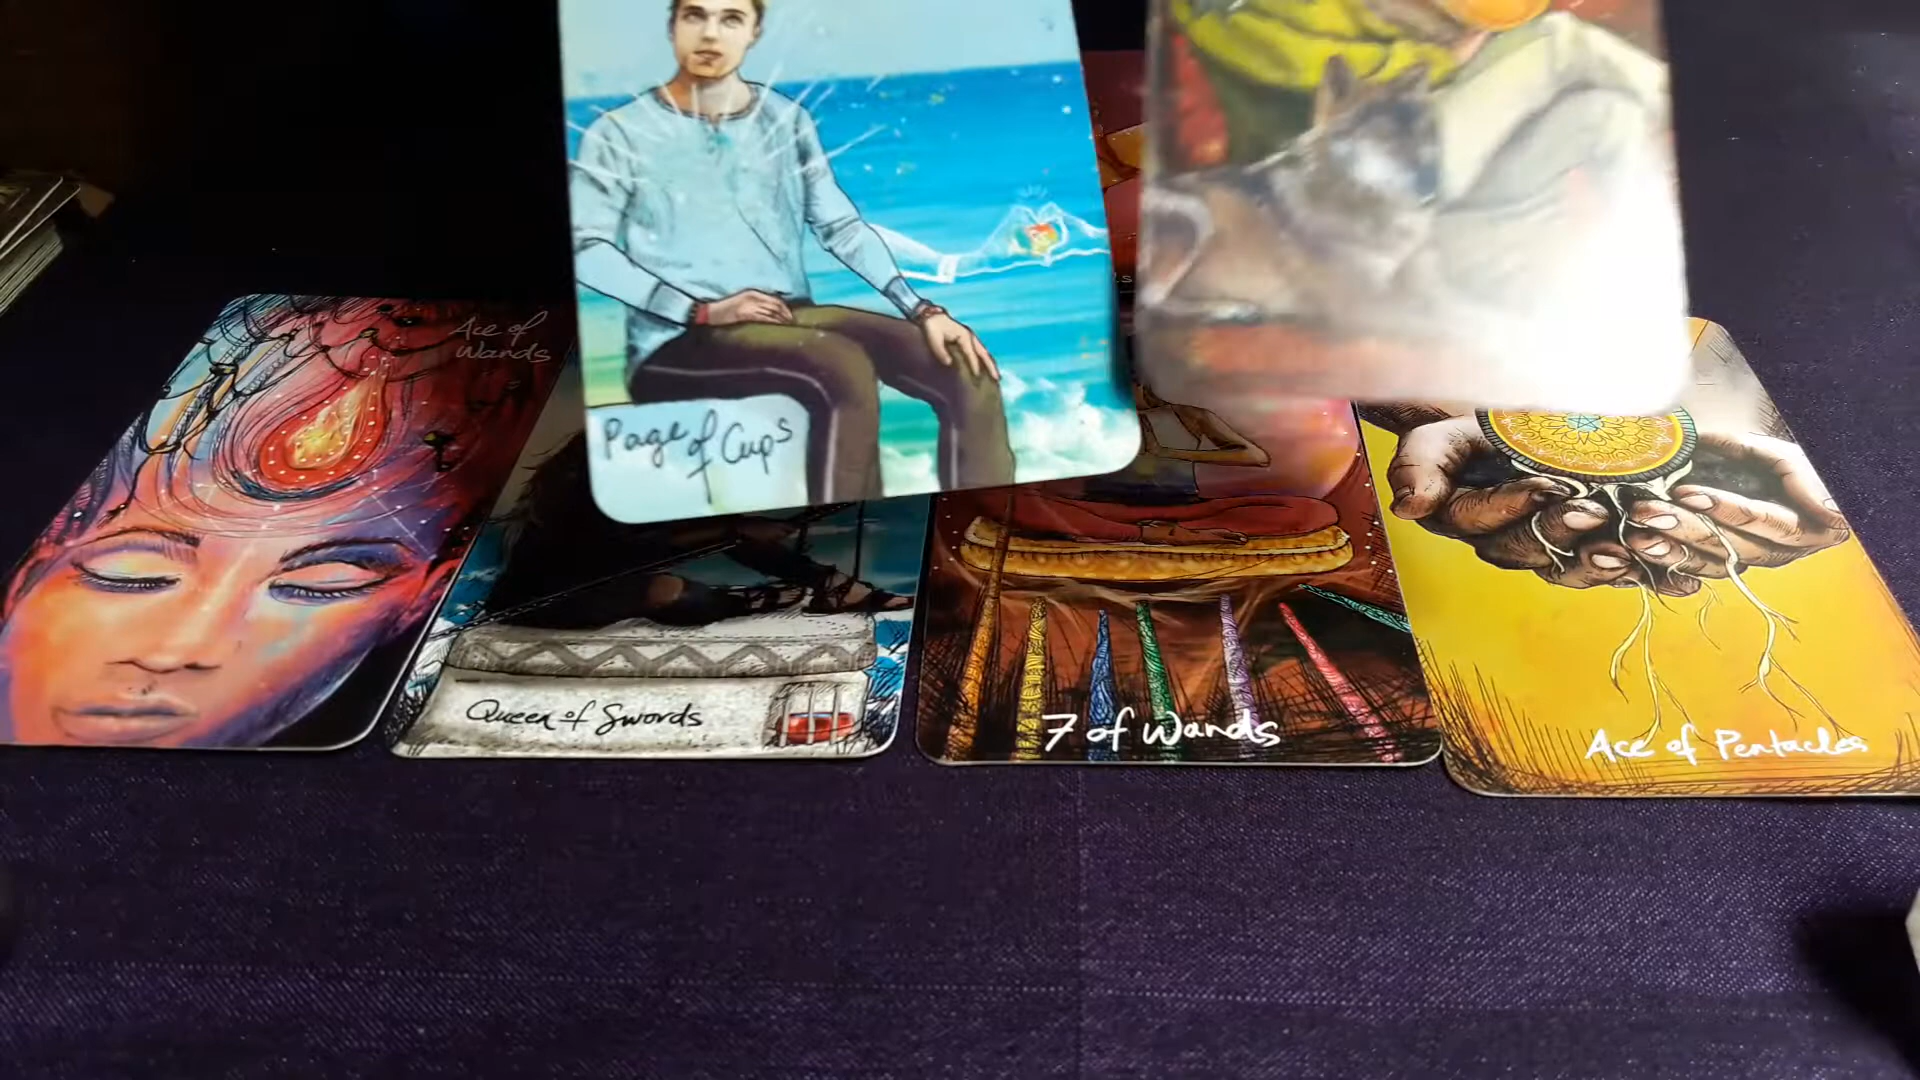 Page of Cups
Ace of
Wands
Queen of Swords
7 of Wands
Ace of Pentacles